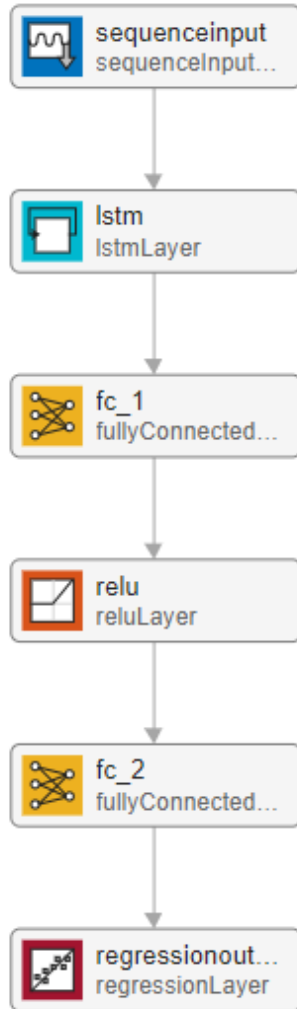 sequenceinput
sequenceInput...
lstm
lstmLayer
fc_1
fullyConnected...
relu
reluLayer
fc_2
fullyConnected...
regressionout...
regressionLayer